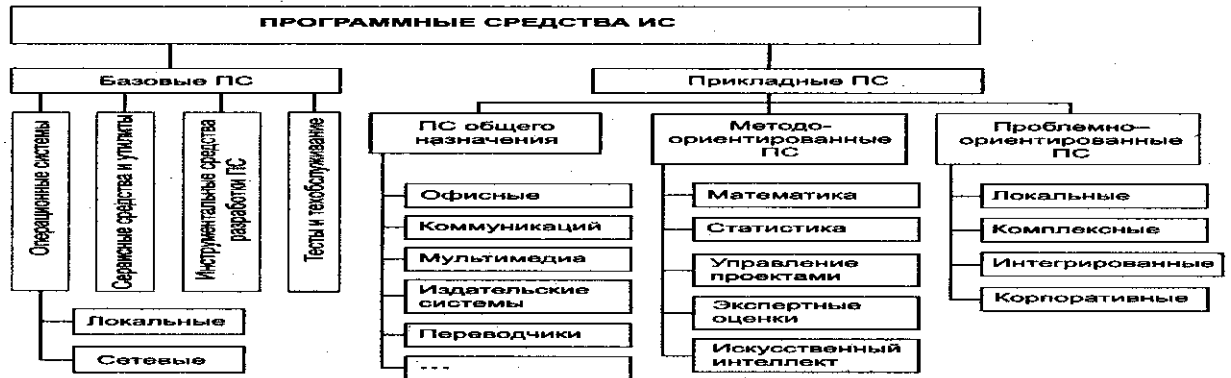 ПРОГРАММНЫЕ СРЕДСТВА ИС
Базовые ПС
Прикладные ПС
Операционные системы
Сервисные средства и утилиты
Инструментальные средства
разработки ПС
Тесты и техобслуживание
Локальные
Сетевые
ПС общего
назначения
Офисные
Коммуникаций
Мультимедиа
Издательские
системы
Переводчики
---
Методо-
ориентированные
ПС
Математика
Статистика
Управление
проектами
Экспертные
оценки
Искусственный
интеллект
Проблемно–
ориентированные
ПС
Локальные
Комплексные
Интегрированные
Корпоративные